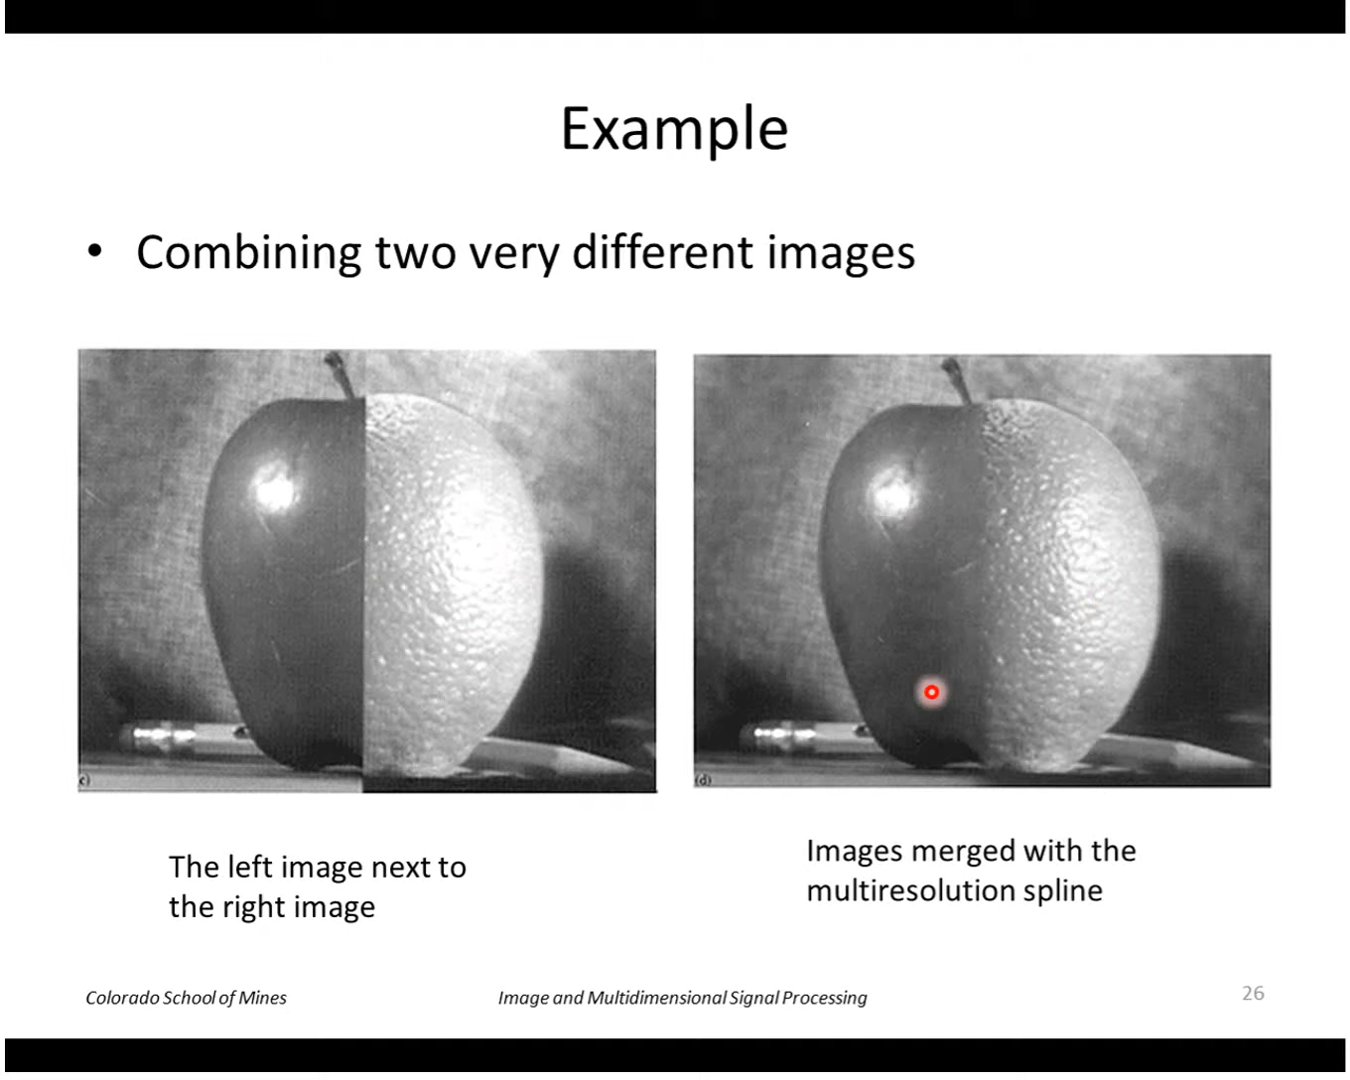 Example
• Combining two very different images
c)
(d)
The left image next to
the right image
Images merged with the
multiresolution spline
Colorado School of Mines
Image and Multidimensional Signal Processing
26